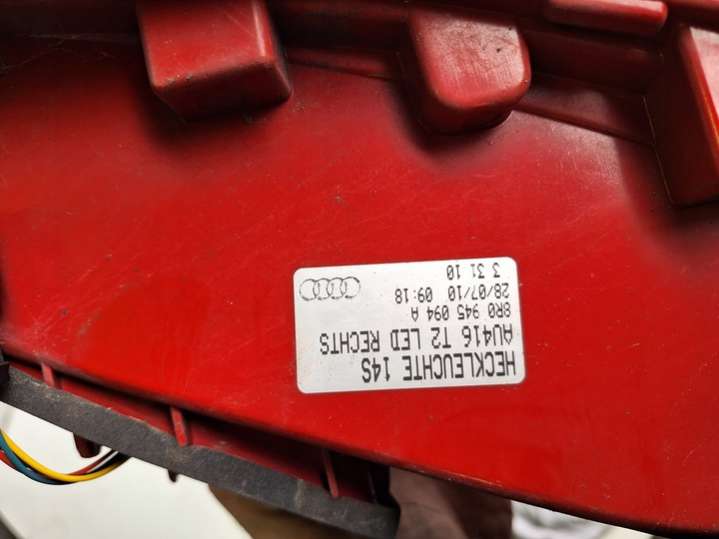 HECKLEUCHTE 14S
AU416 T2 LED RECHTS
8R0 945 094 A
28/07/10 09:18
3 31 10